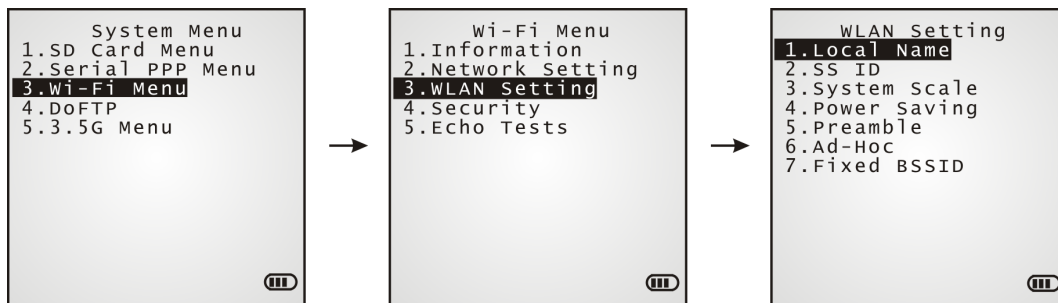 System Menu
1.SD Card Menu
2.Serial PPP Menu
3.Wi-Fi Menu
4.DoFTP
5.3.5G Menu
Wi-Fi Menu
1.Information
2.Network Setting
3.WLAN Setting
4.Security
5.Echo Tests
WLAN Setting
1.Local Name
2.SS ID
3.System Scale
4.Power Saving
5.Preamble
6.Ad-Hoc
7.Fixed BSSID